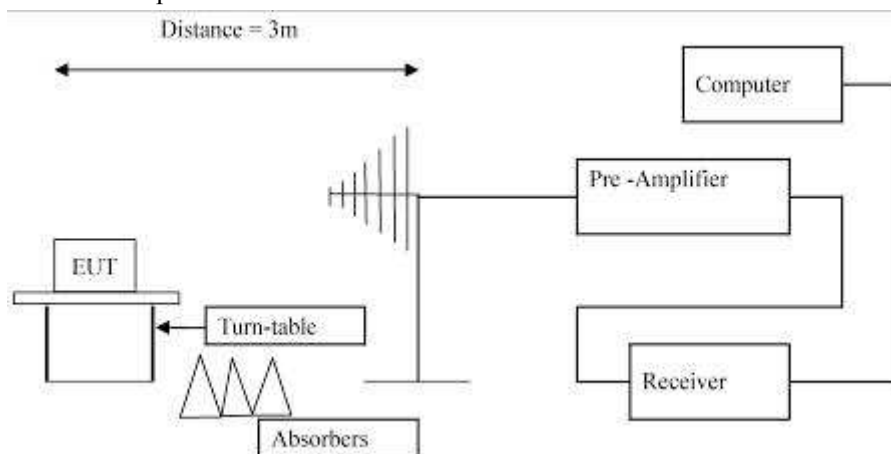 Distance = 3m
Computer
Pre -Amplifier
EUT
Turn-table
Receiver
Absorbers